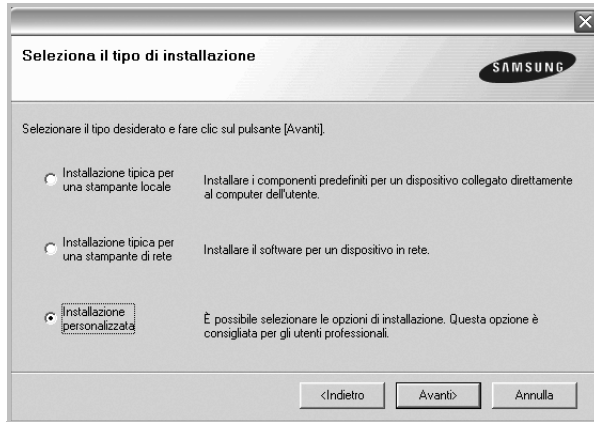 Seleziona il tipo di installazione
SAMSUNG
Selezionare il tipo desiderato e fare clic sul pulsante [Avanti].
Installazione tipica per
una stampante locale
Installare i componenti predefiniti per un dispositivo collegato direttamente
al computer dell'utente.
Installazione tipica per
una stampante di rete
Installare il software per un dispositivo in rete.
Installazione
personalizzata
È possibile selezionare le opzioni di installazione. Questa opzione è
consigliata per gli utenti professionali.
<Indietro
Avanti>
Annulla